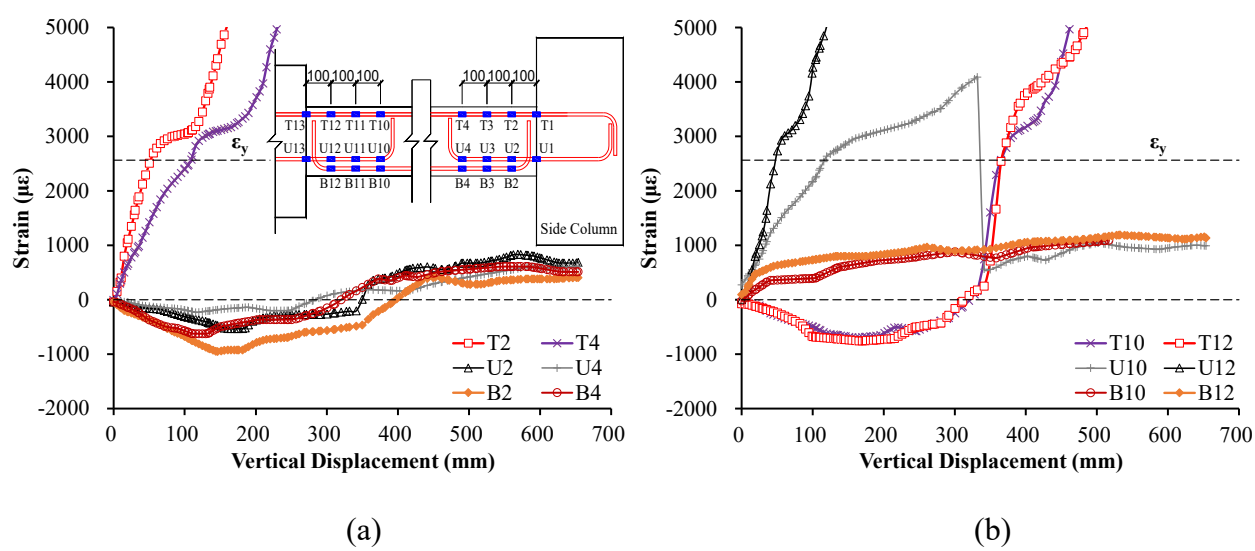 5000
4000
3000
2000
1000
0
-1000
-2000
Strain (με)
0 100 200 300 400 500 600 700
Vertical Displacement (mm)
εy
100 100 100
100 100 100
T13 T12 T11 T10
T4 T3 T2 T1
U13 U12 U11 U10
U4 U3 U2 U1
B12 B11 B10
B4 B3 B2
Side Column
T2 T4
U2 U4
B2 B4
(a)
5000
4000
3000
2000
1000
0
-1000
-2000
Strain (με)
0 100 200 300 400 500 600 700
Vertical Displacement (mm)
εy
T10 T12
U10 U12
B10 B12
(b)